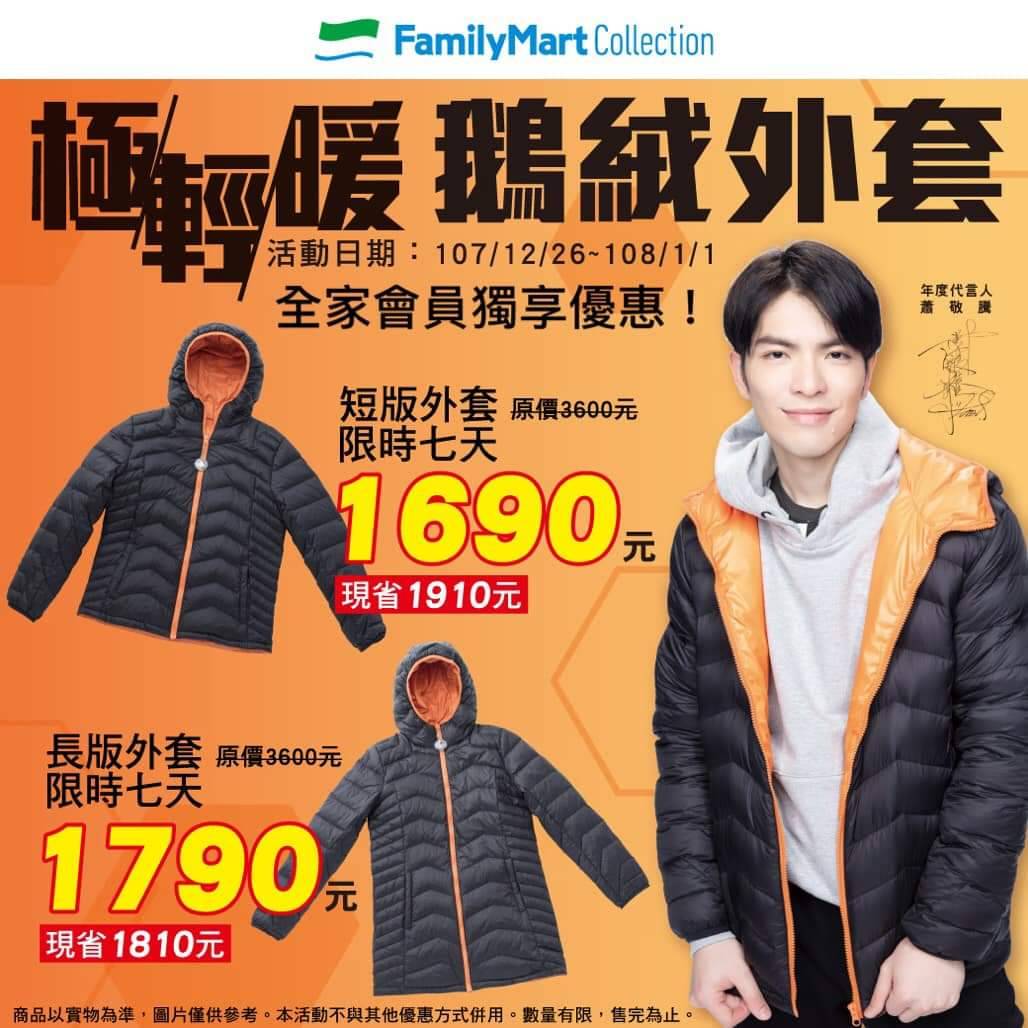 FamilyMart Collection
極輕暖 鵝絨外套
活動日期：107/12/26~108/1/1
全家會員獨享優惠！
年度代言人
蕭敬騰
短版外套 原價3600元
限時七天
1690元
現省1910元
長版外套 原價3600元
限時七天
1790元
現省1810元
商品以實物為準，圖片僅供參考。本活動不與其他優惠方式併用。數量有限，售完為止。